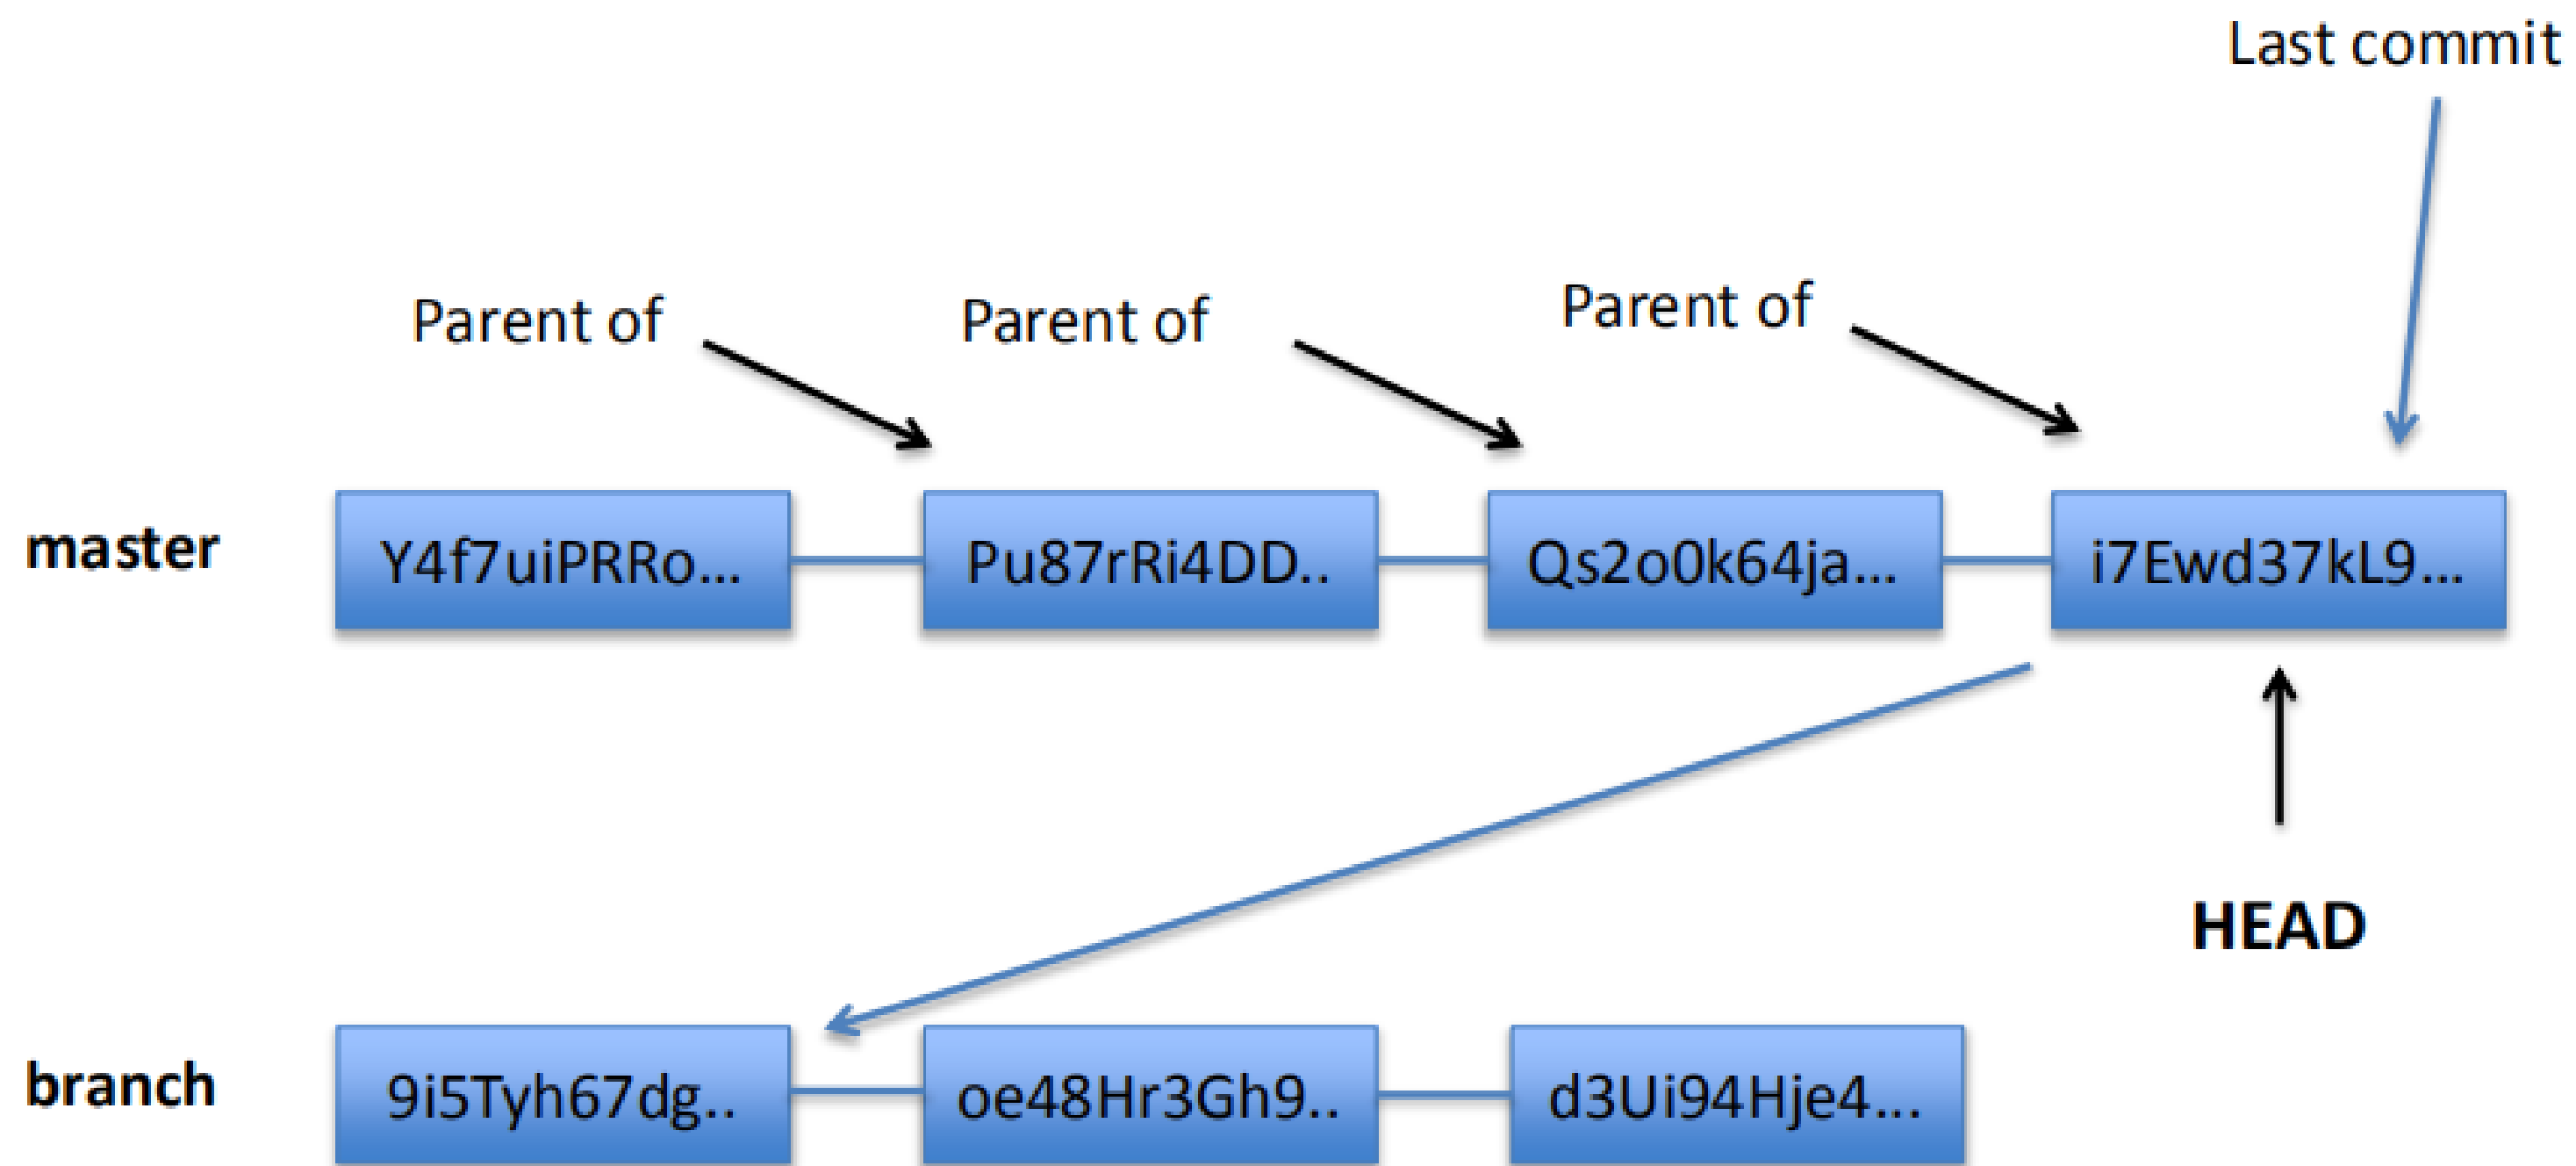 Last commit
Parent of
Parent of
Parent of
master
Y4f7uiPRRo...
Pu87rRi4DD..
Qs2o0k64ja...
i7Ewd37kL9...
HEAD
branch
9i5Tyh67dg..
oe48Hr3Gh9..
d3Ui94Hje4...